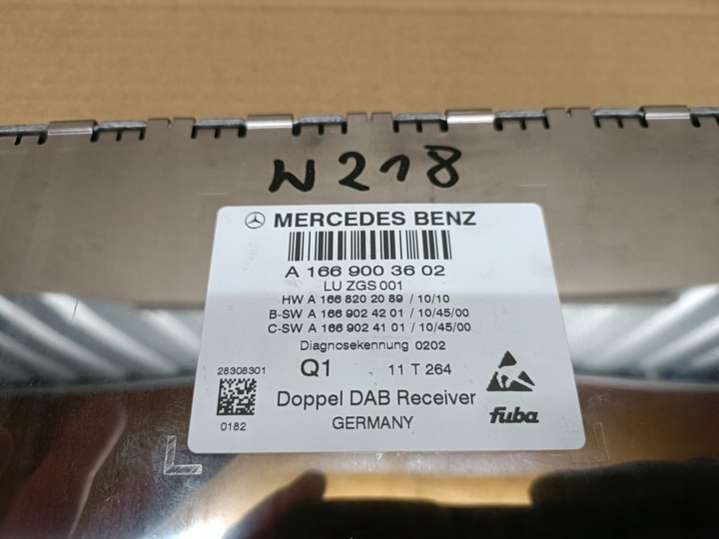 W218
MERCEDES BENZ
A 166 900 36 02
LU ZGS 001
HW A 166 820 20 89 / 10/10
B-SW A 166 902 42 01 / 10/45/00
C-SW A 166 902 41 01 / 10/45/00
Diagnosekennung 0202
Q1 11 T 264
28308301
0182
Doppel DAB Receiver
GERMANY
fuba